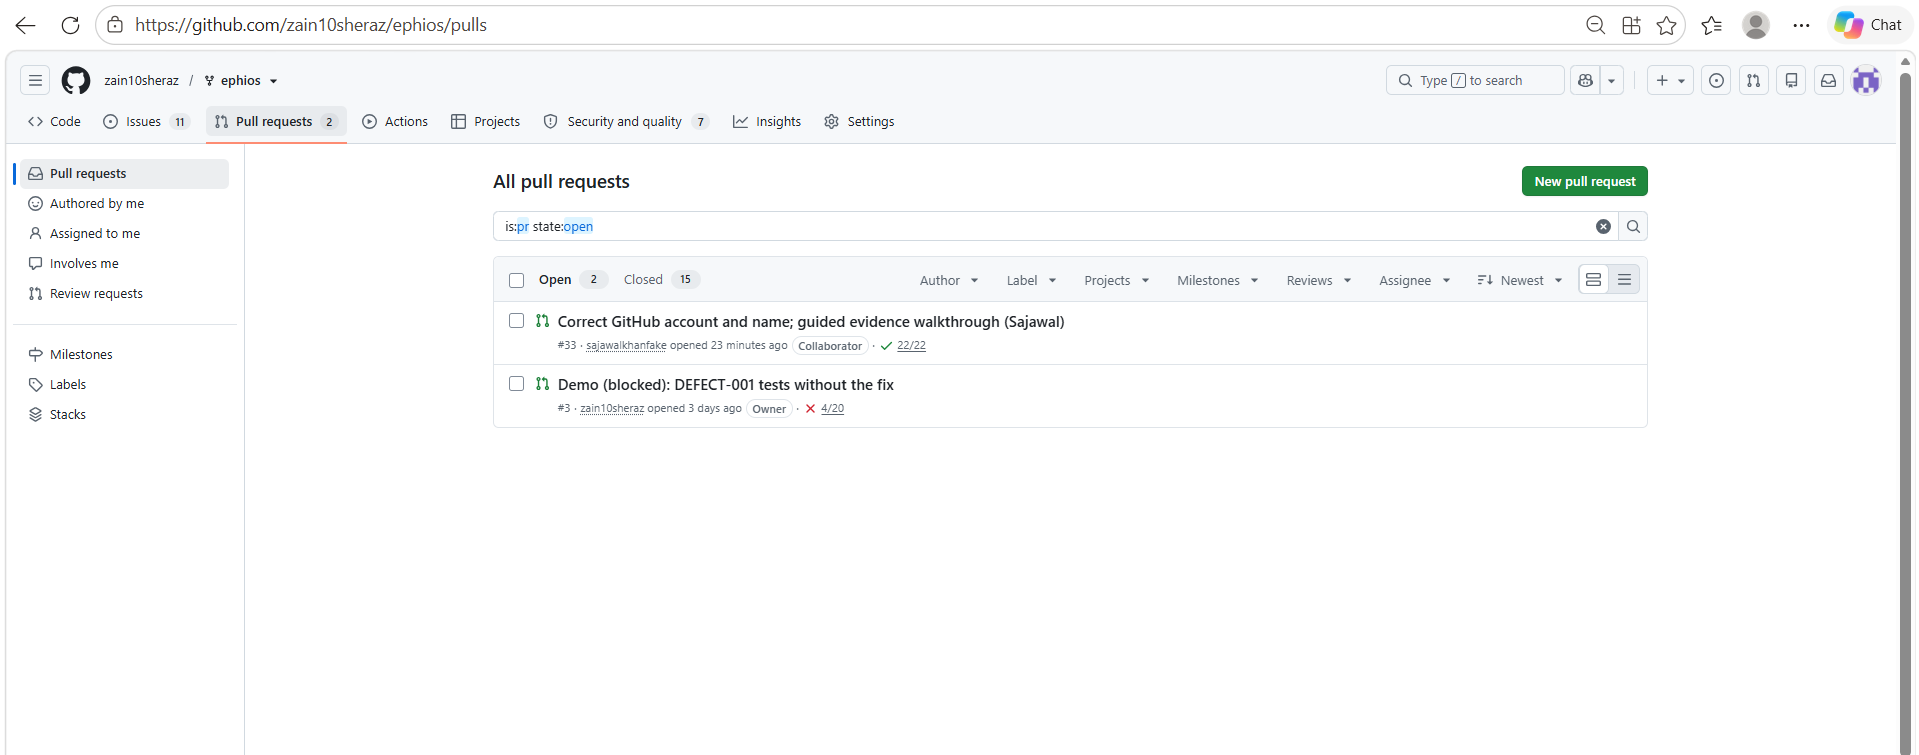 https://github.com/zain10sheraz/ephios/pulls
Chat
zain10sheraz / ephios
Type / to search
Code
Issues 11
Pull requests 2
Actions
Projects
Security and quality 7
Insights
Settings
Pull requests
Authored by me
Assigned to me
Involves me
Review requests
Milestones
Labels
Stacks
All pull requests
New pull request
is:pr state:open
Open 2
Closed 15
Author
Label
Projects
Milestones
Reviews
Assignee
Newest
Correct GitHub account and name; guided evidence walkthrough (Sajawal)
#33 · sajawalkhanfake opened 23 minutes ago Collaborator · 22/22
Demo (blocked): DEFECT-001 tests without the fix
#3 · zain10sheraz opened 3 days ago Owner · 4/20